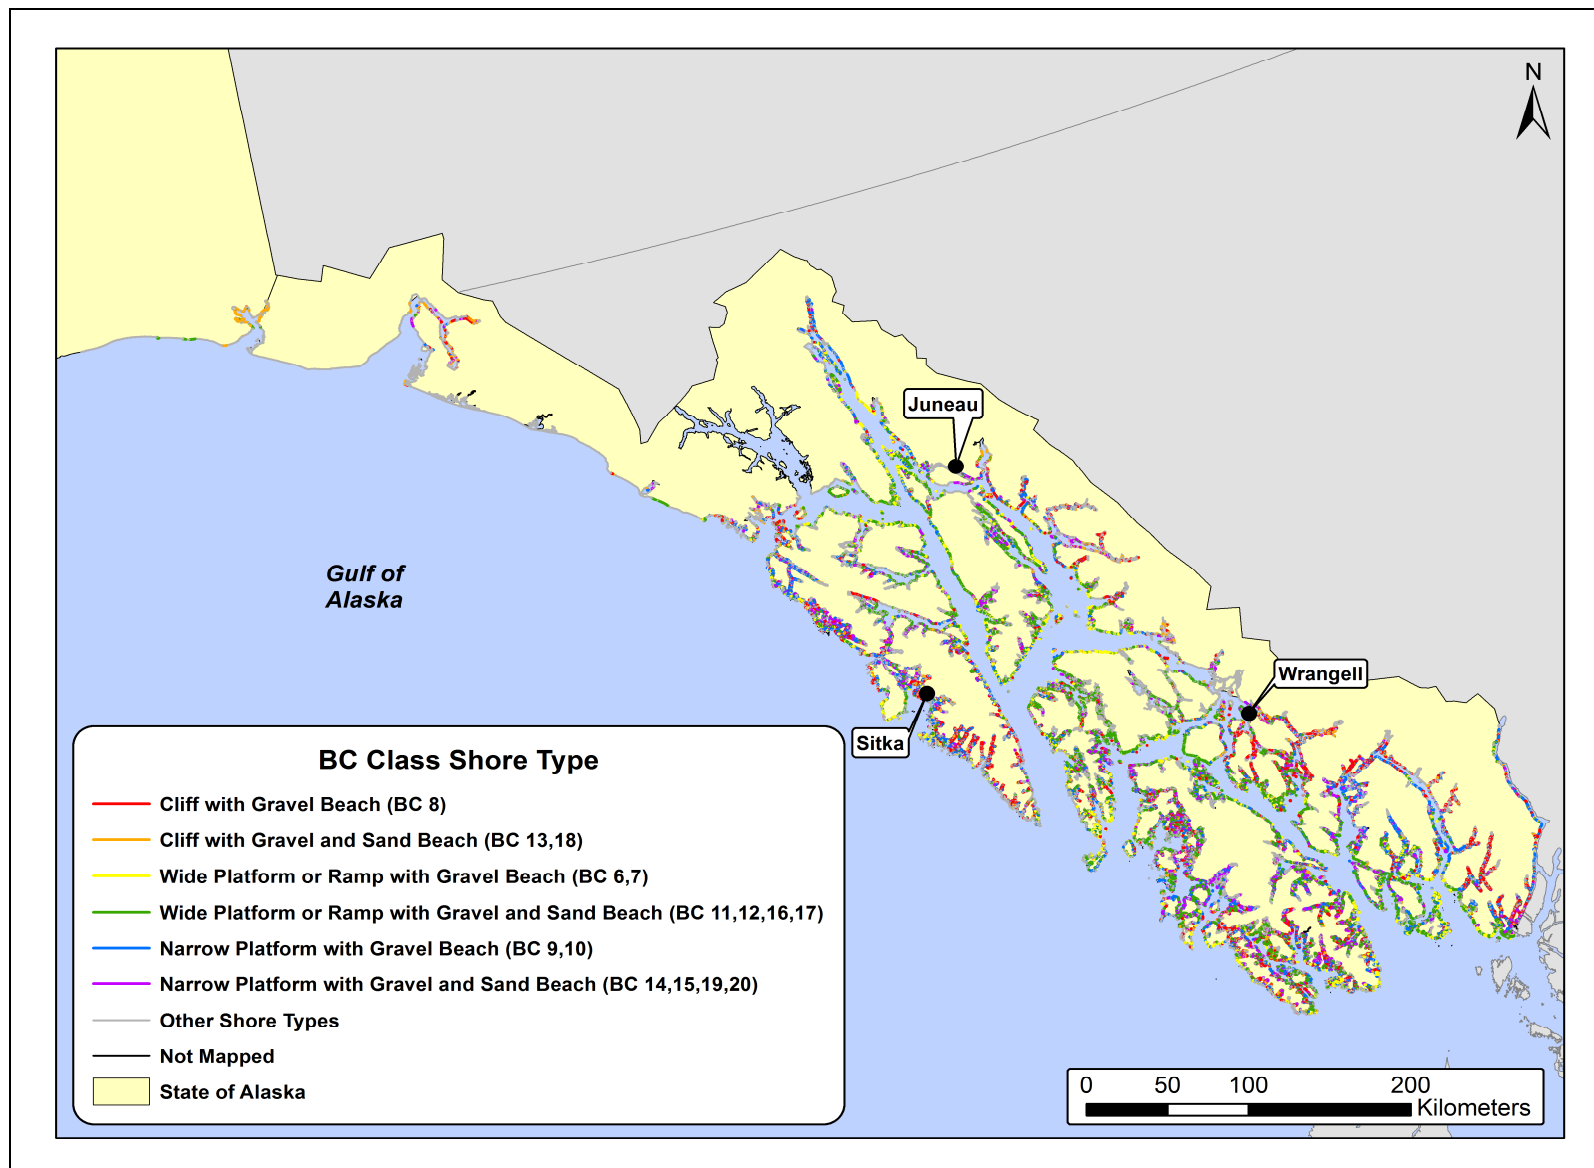 N
Juneau
Gulf of
Alaska
Wrangell
Sitka
BC Class Shore Type
Cliff with Gravel Beach (BC 8)
Cliff with Gravel and Sand Beach (BC 13,18)
Wide Platform or Ramp with Gravel Beach (BC 6,7)
Wide Platform or Ramp with Gravel and Sand Beach (BC 11,12,16,17)
Narrow Platform with Gravel Beach (BC 9,10)
Narrow Platform with Gravel and Sand Beach (BC 14,15,19,20)
Other Shore Types
Not Mapped
State of Alaska
0 50 100 200
Kilometers